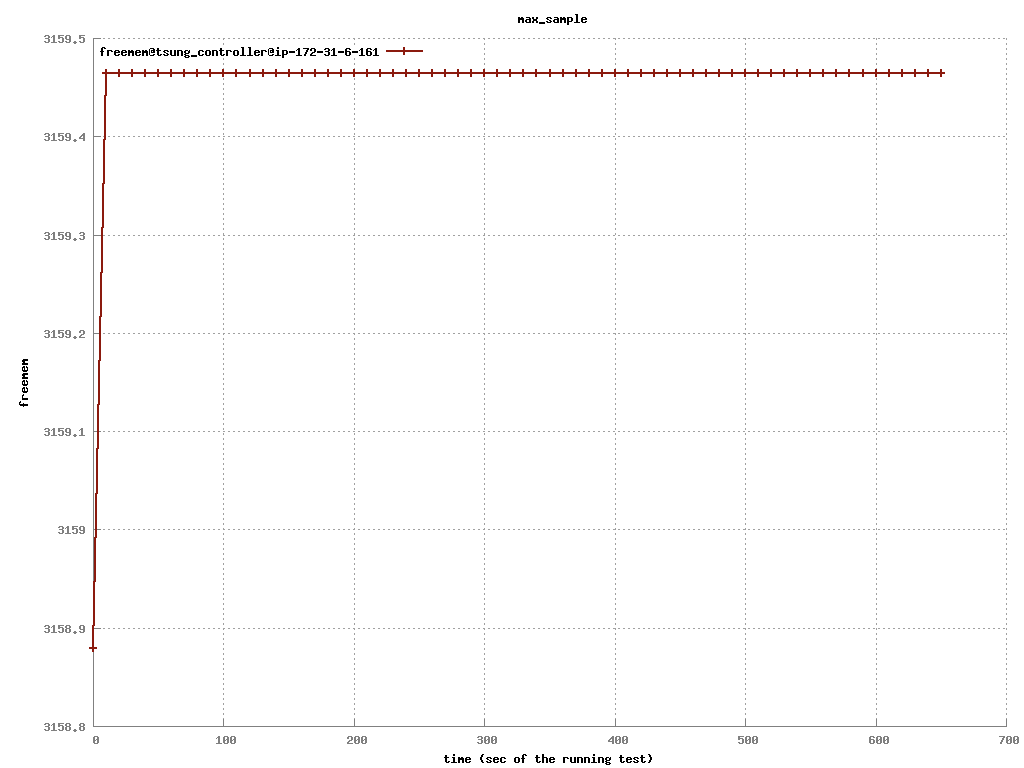 max_sample
3159.5
freemem@tsung_controller@ip-172-31-6-161
3159.4
3159.3
3159.2
3159.1
3159
3158.9
3158.8
freemem
0 100 200 300 400 500 600 700
time (sec of the running test)